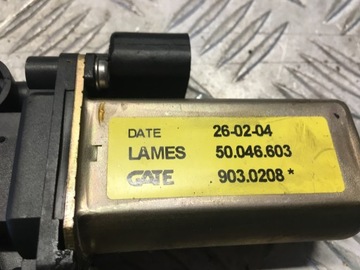 DATE 26-02-04
LAMES 50.046.603
GATE 903.0208 *